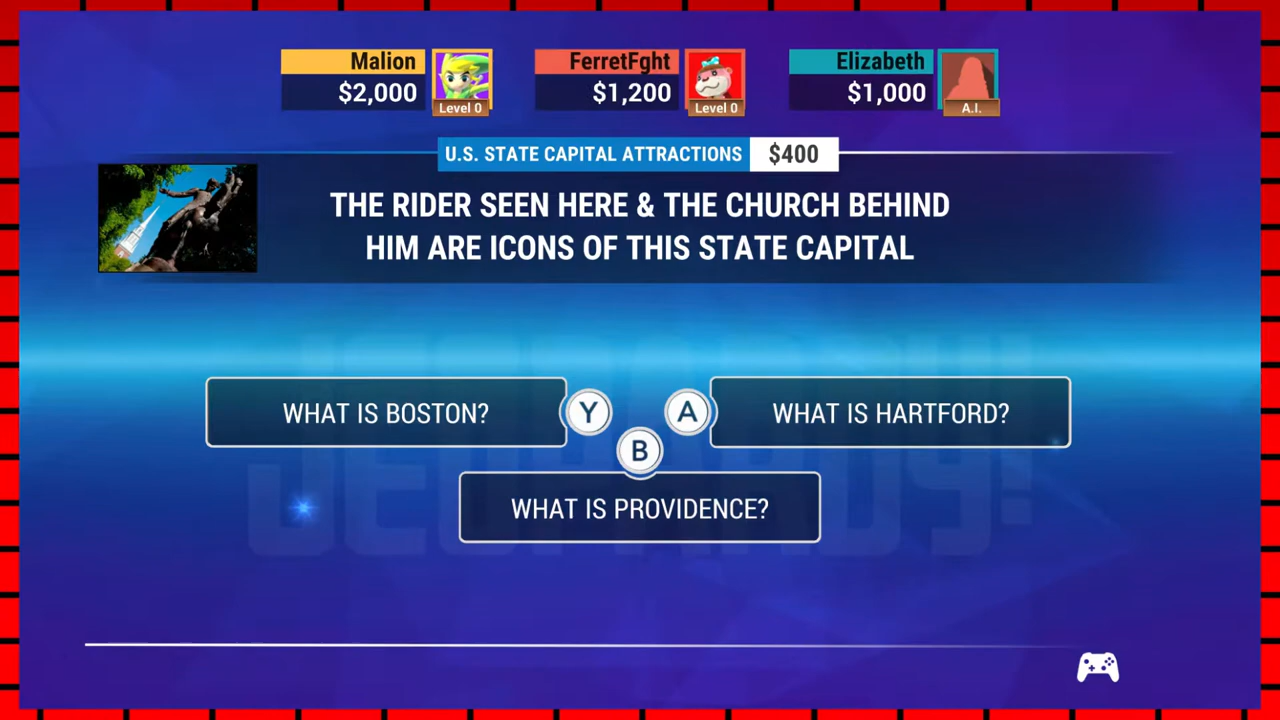 Malion
$2,000
Level 0
FerretFght
$1,200
Level 0
Elizabeth
$1,000
A.I.
U.S. STATE CAPITAL ATTRACTIONS $400
THE RIDER SEEN HERE & THE CHURCH BEHIND
HIM ARE ICONS OF THIS STATE CAPITAL
JEOPARDY!
WHAT IS BOSTON? Y A WHAT IS HARTFORD?
B
WHAT IS PROVIDENCE?
JEOPARDY!